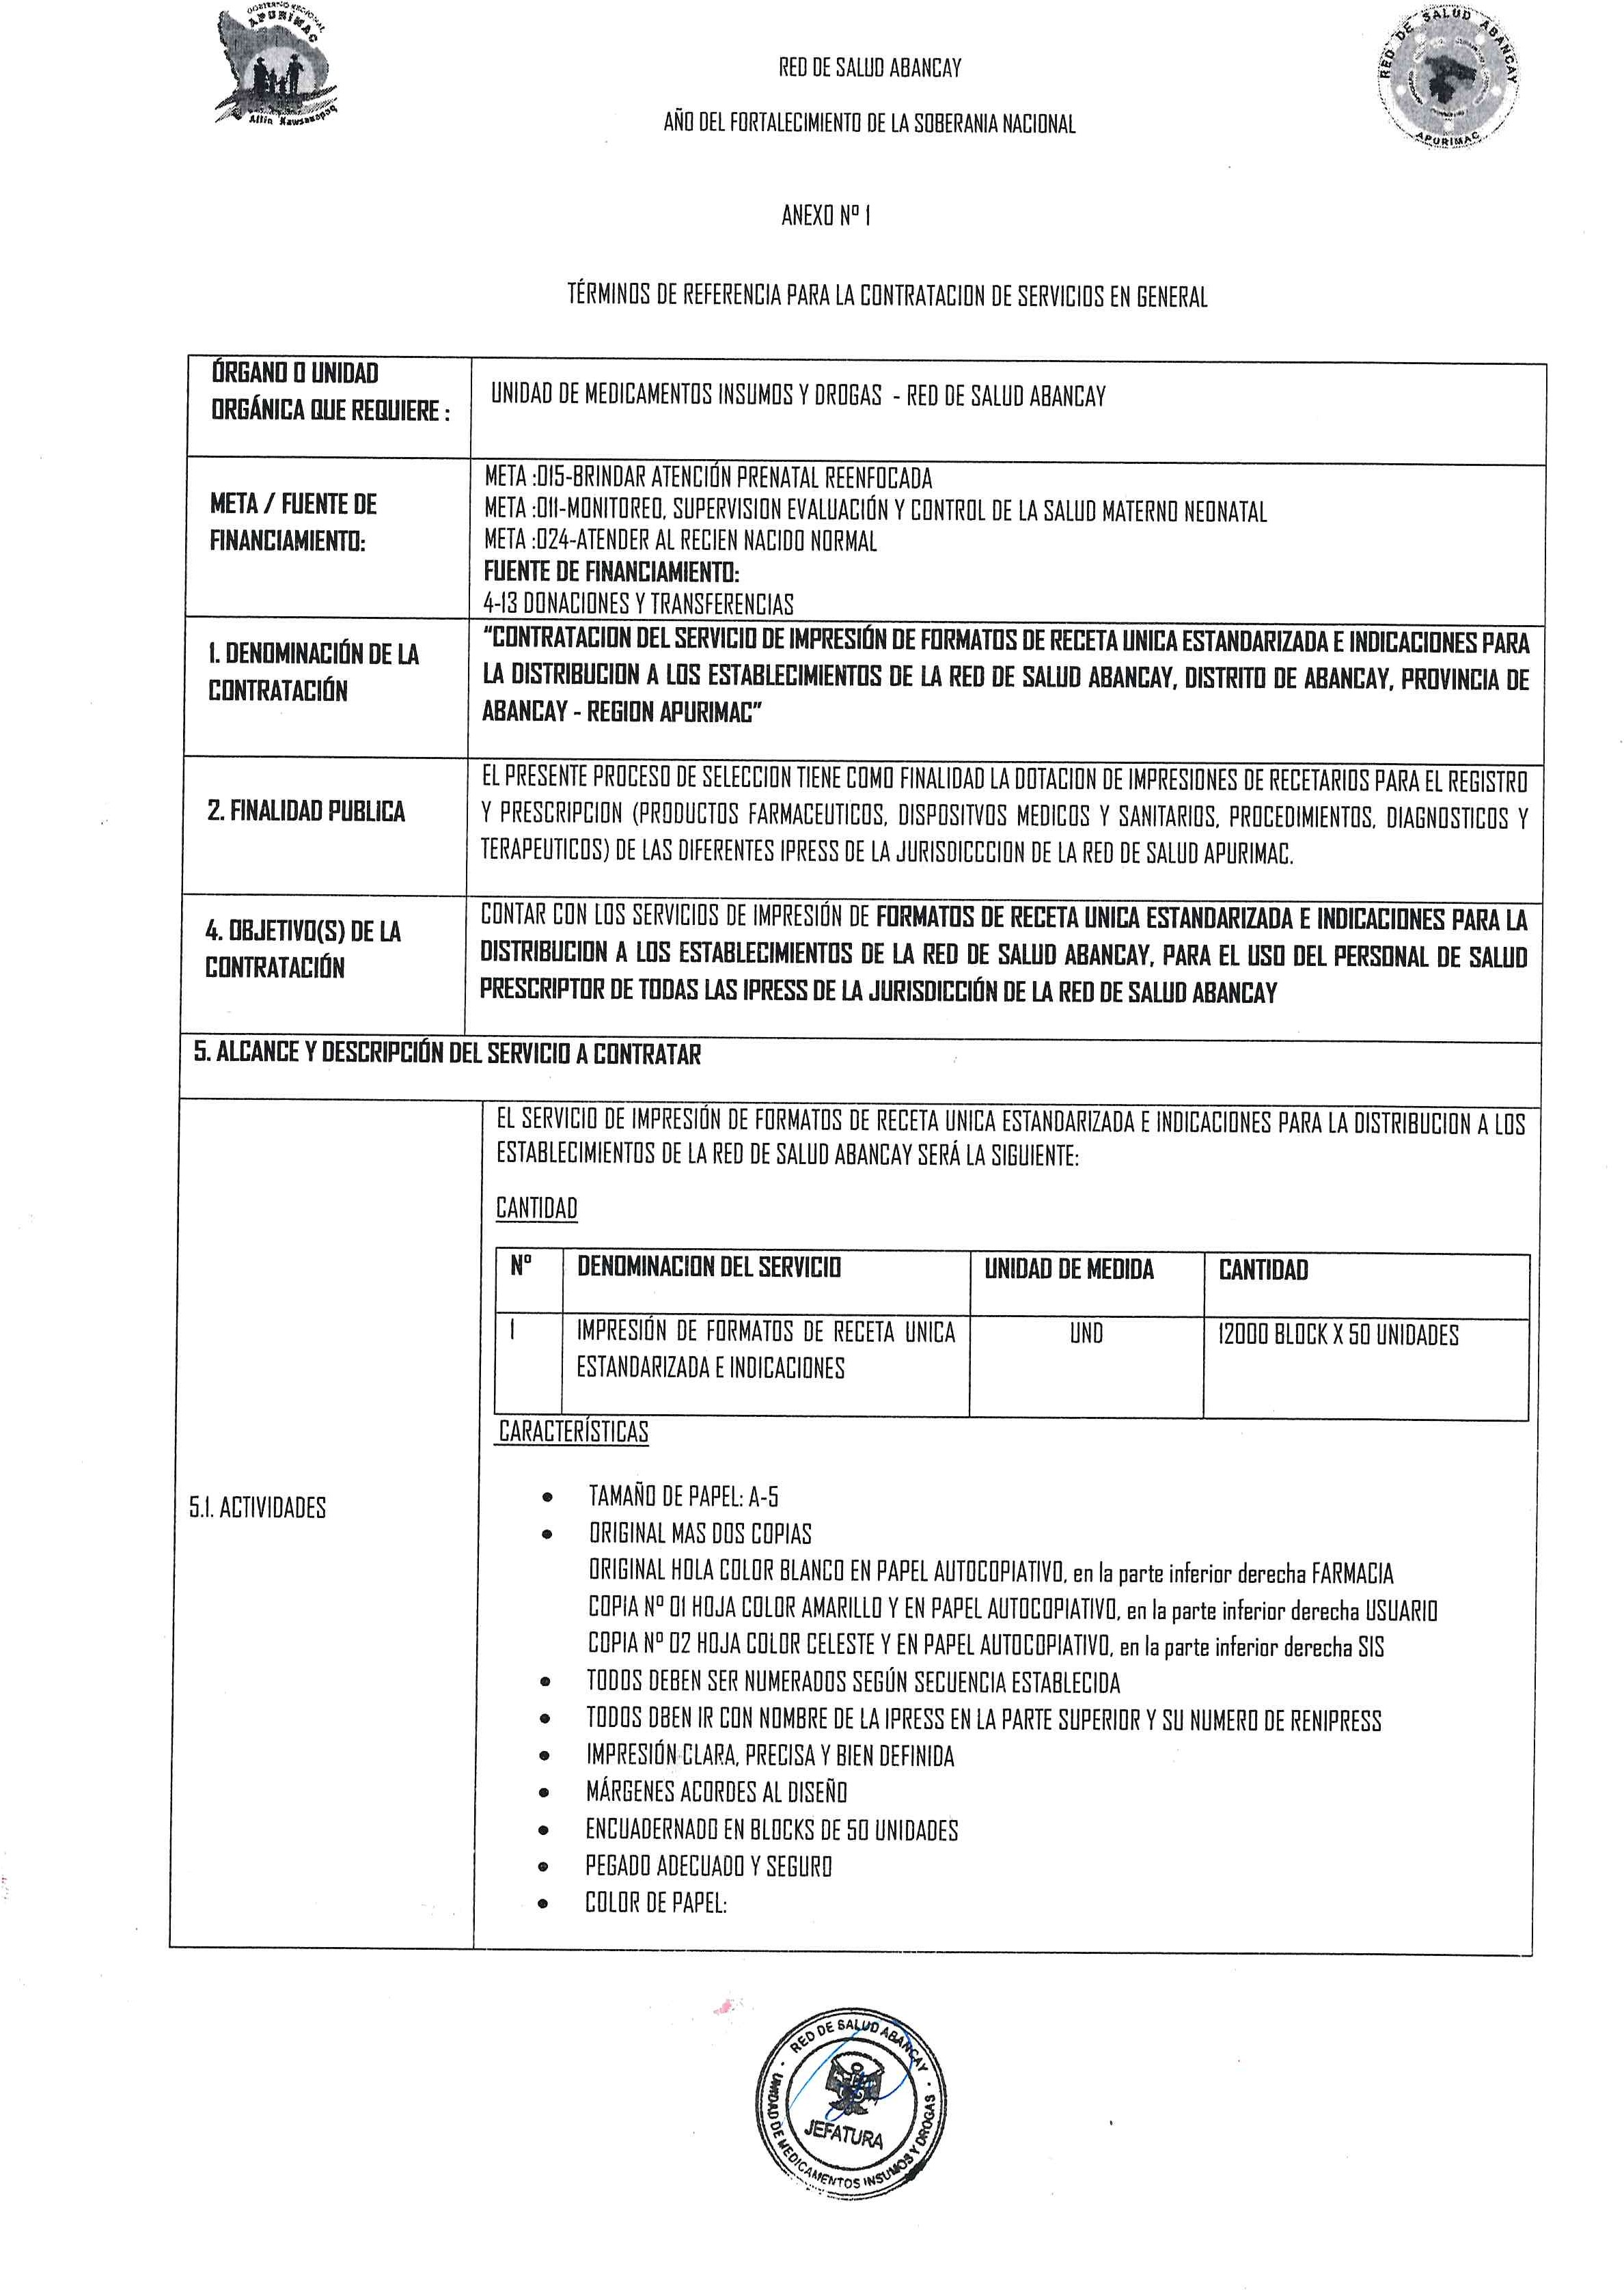 GOBIERNO REGIONAL
APURIMAC
Allin Kawsanapaq
RED DE SALUD ABANCAY
APURIMAC
RED DE SALUD ABANCAY
AÑO DEL FORTALECIMIENTO DE LA SOBERANIA NACIONAL
ANEXO Nº 1
TÉRMINOS DE REFERENCIA PARA LA CONTRATACION DE SERVICIOS EN GENERAL
ÓRGANO O UNIDAD
ORGÁNICA QUE REQUIERE :
UNIDAD DE MEDICAMENTOS INSUMOS Y DROGAS - RED DE SALUD ABANCAY
META / FUENTE DE
FINANCIAMIENTO:
META :015-BRINDAR ATENCIÓN PRENATAL REENFOCADA
META :011-MONITOREO, SUPERVISION EVALUACIÓN Y CONTROL DE LA SALUD MATERNO NEONATAL
META :024-ATENDER AL RECIEN NACIDO NORMAL
FUENTE DE FINANCIAMIENTO:
4-13 DONACIONES Y TRANSFERENCIAS
1. DENOMINACIÓN DE LA
CONTRATACIÓN
"CONTRATACION DEL SERVICIO DE IMPRESIÓN DE FORMATOS DE RECETA UNICA ESTANDARIZADA E INDICACIONES PARA
LA DISTRIBUCION A LOS ESTABLECIMIENTOS DE LA RED DE SALUD ABANCAY, DISTRITO DE ABANCAY, PROVINCIA DE
ABANCAY - REGION APURIMAC"
2. FINALIDAD PUBLICA
EL PRESENTE PROCESO DE SELECCION TIENE COMO FINALIDAD LA DOTACION DE IMPRESIONES DE RECETARIOS PARA EL REGISTRO
Y PRESCRIPCION (PRODUCTOS FARMACEUTICOS, DISPOSITVOS MEDICOS Y SANITARIOS, PROCEDIMIENTOS, DIAGNOSTICOS Y
TERAPEUTICOS) DE LAS DIFERENTES IPRESS DE LA JURISDICCCION DE LA RED DE SALUD APURIMAC.
4. OBJETIVO(S) DE LA
CONTRATACIÓN
CONTAR CON LOS SERVICIOS DE IMPRESIÓN DE FORMATOS DE RECETA UNICA ESTANDARIZADA E INDICACIONES PARA LA
DISTRIBUCION A LOS ESTABLECIMIENTOS DE LA RED DE SALUD ABANCAY, PARA EL USO DEL PERSONAL DE SALUD
PRESCRIPTOR DE TODAS LAS IPRESS DE LA JURISDICCIÓN DE LA RED DE SALUD ABANCAY
5. ALCANCE Y DESCRIPCIÓN DEL SERVICIO A CONTRATAR
5.1. ACTIVIDADES
EL SERVICIO DE IMPRESIÓN DE FORMATOS DE RECETA UNICA ESTANDARIZADA E INDICACIONES PARA LA DISTRIBUCION A LOS
ESTABLECIMIENTOS DE LA RED DE SALUD ABANCAY SERÁ LA SIGUIENTE:
CANTIDAD
Nº DENOMINACION DEL SERVICIO UNIDAD DE MEDIDA CANTIDAD
1 IMPRESIÓN DE FORMATOS DE RECETA UNICA UND 12000 BLOCK X 50 UNIDADES
ESTANDARIZADA E INDICACIONES
CARACTERÍSTICAS
• TAMAÑO DE PAPEL: A-5
• ORIGINAL MAS DOS COPIAS
ORIGINAL HOLA COLOR BLANCO EN PAPEL AUTOCOPIATIVO, en la parte inferior derecha FARMACIA
COPIA Nº 01 HOJA COLOR AMARILLO Y EN PAPEL AUTOCOPIATIVO, en la parte inferior derecha USUARIO
COPIA Nº 02 HOJA COLOR CELESTE Y EN PAPEL AUTOCOPIATIVO, en la parte inferior derecha SIS
• TODOS DEBEN SER NUMERADOS SEGÚN SECUENCIA ESTABLECIDA
• TODOS DBEN IR CON NOMBRE DE LA IPRESS EN LA PARTE SUPERIOR Y SU NUMERO DE RENIPRESS
• IMPRESIÓN CLARA, PRECISA Y BIEN DEFINIDA
• MÁRGENES ACORDES AL DISEÑO
• ENCUADERNADO EN BLOCKS DE 50 UNIDADES
• PEGADO ADECUADO Y SEGURO
• COLOR DE PAPEL:
RED DE SALUD ABANCAY
JEFATURA
UNIDAD DE MEDICAMENTOS INSUMOS Y DROGAS